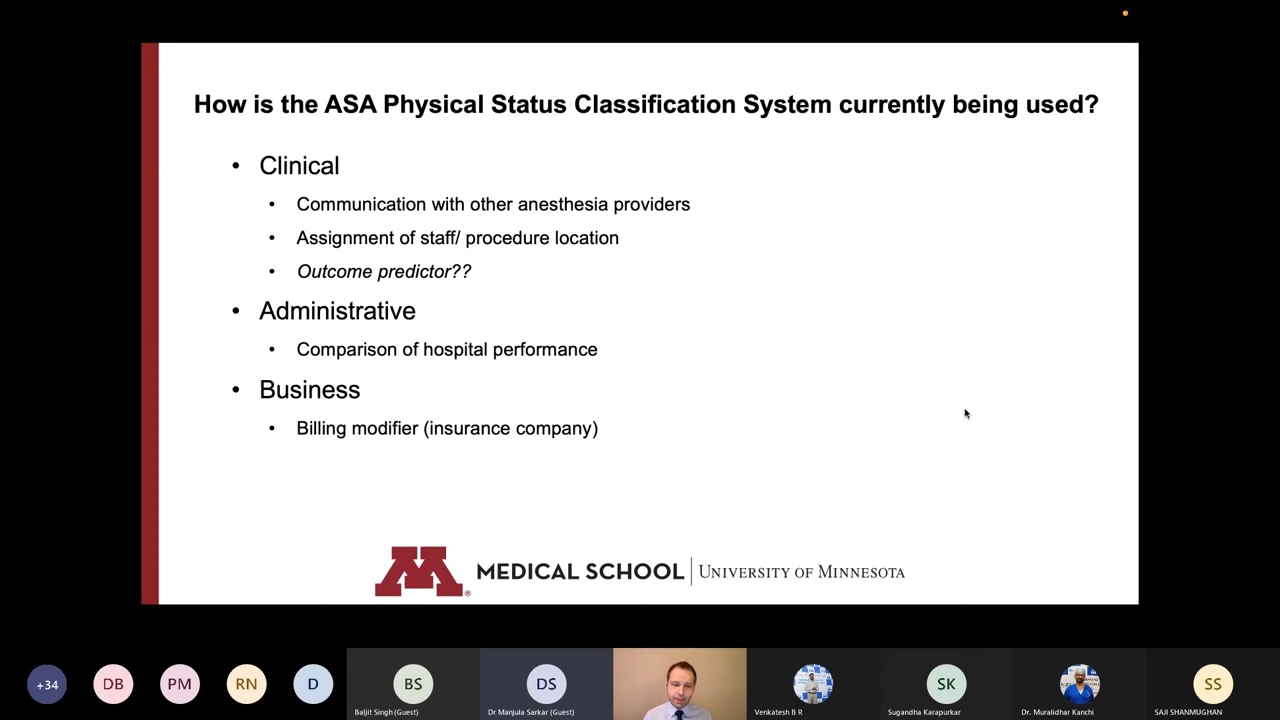 How is the ASA Physical Status Classification System currently being used?
• Clinical
• Communication with other anesthesia providers
• Assignment of staff/ procedure location
• Outcome predictor??
• Administrative
• Comparison of hospital performance
• Business
• Billing modifier (insurance company)
M® MEDICAL SCHOOL | UNIVERSITY OF MINNESOTA
+34 DB PM RN D BS DS SK SS
Baljit Singh (Guest) Dr Manjula Sarkar (Guest) Venkatesh B R Sugandha Karapurkar Dr. Muralidhar Kanchi SAJI SHANMUGHAN